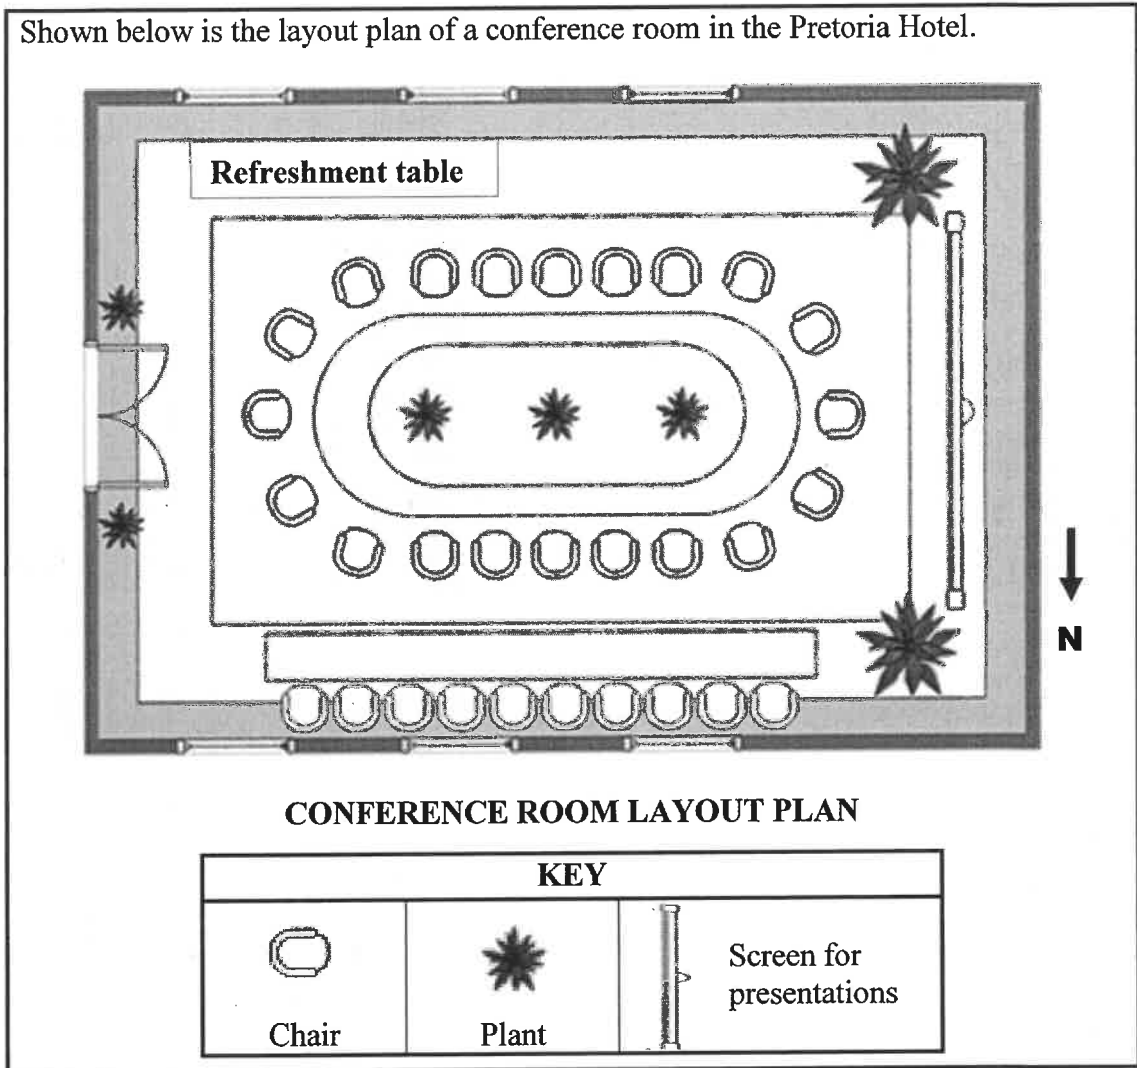 Shown below is the layout plan of a conference room in the Pretoria Hotel.
Refreshment table
N
CONFERENCE ROOM LAYOUT PLAN
KEY
Chair
Plant
Screen for
presentations